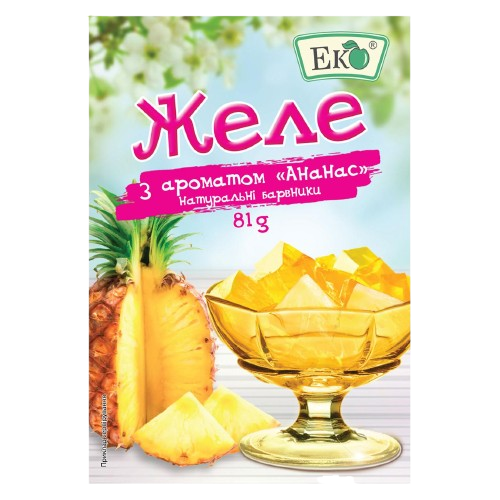 Еко®
Желе
з ароматом «Ананас»
натуральні барвники
81g